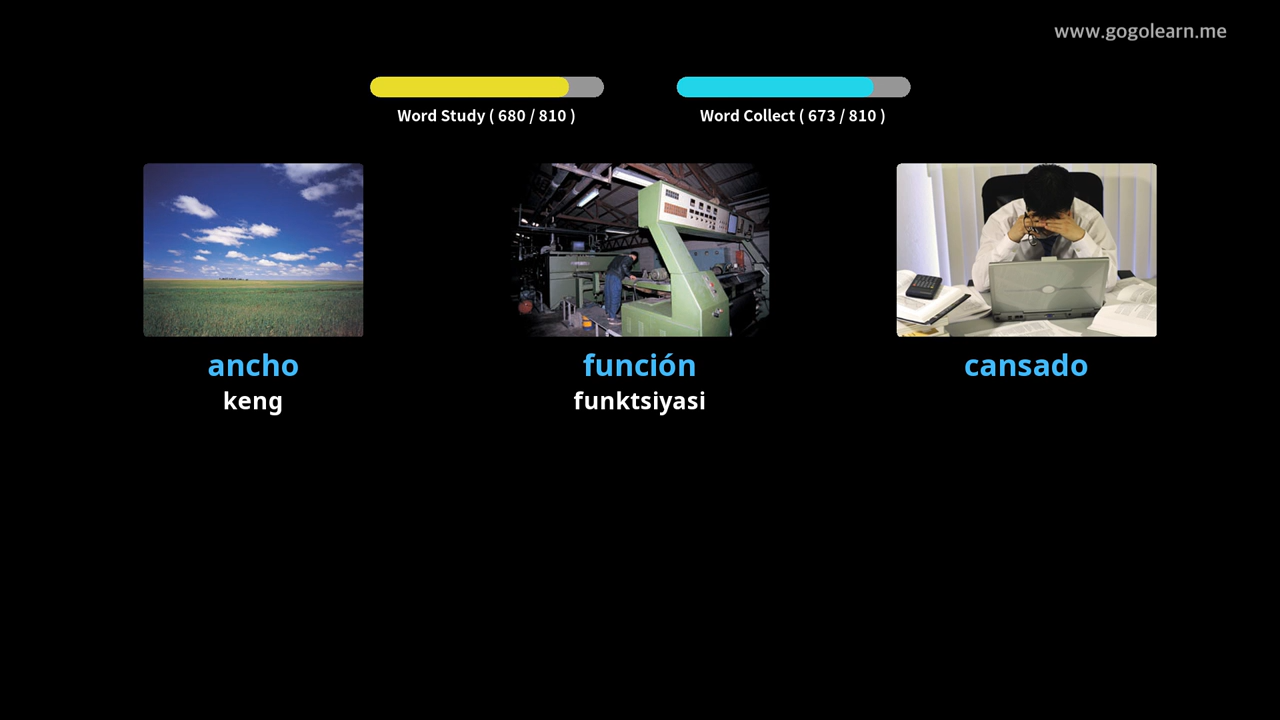 www.gogolearn.me
Word Study ( 680 / 810 )
Word Collect ( 673 / 810 )
ancho
keng
función
funktsiyasi
cansado